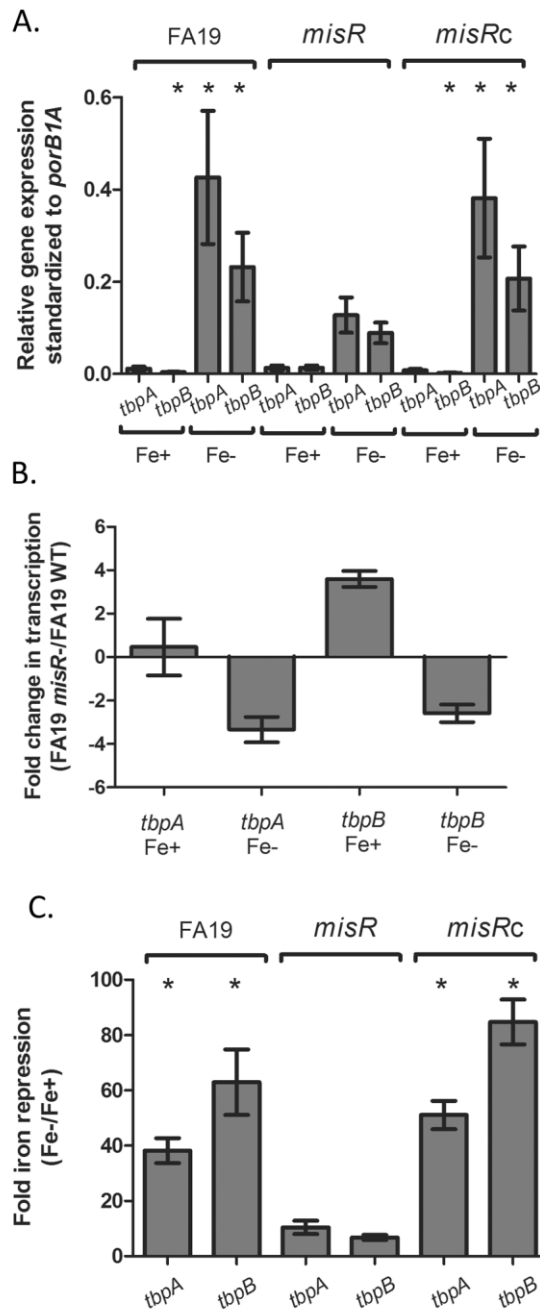 A.
FA19 misR misRc
* * * * * *
Relative gene expression
standardized to porB1A
0.6
0.4
0.2
0.0
tbpA tbpB tbpA tbpB tbpA tbpB tbpA tbpB tbpA tbpB tbpA tbpB
Fe+ Fe- Fe+ Fe- Fe+ Fe-
B.
Fold change in transcription
(FA19 misR-/FA19 WT)
6
4
2
0
-2
-4
-6
tbpA tbpA tbpB tbpB
Fe+ Fe- Fe+ Fe-
C.
FA19 misR misRc
* * * *
Fold iron repression
(Fe-/Fe+)
100
80
60
40
20
0
tbpA tbpB tbpA tbpB tbpA tbpB